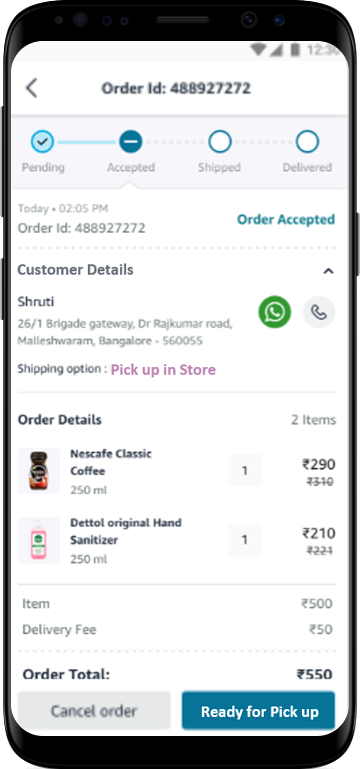 12:30
Order Id: 488927272
Pending Accepted Shipped Delivered
Today • 02:05 PM
Order Id: 488927272
Order Accepted
Customer Details
Shruti
26/1 Brigade gateway, Dr Rajkumar road,
Malleshwaram, Bangalore - 560055
Shipping option : Pick up in Store
Order Details 2 Items
Nescafe Classic
Coffee
250 ml
1
₹290
₹310
Dettol original Hand
Sanitizer
250 ml
1
₹210
₹221
Item ₹500
Delivery Fee ₹50
Order Total: ₹550
Cancel order Ready for Pick up